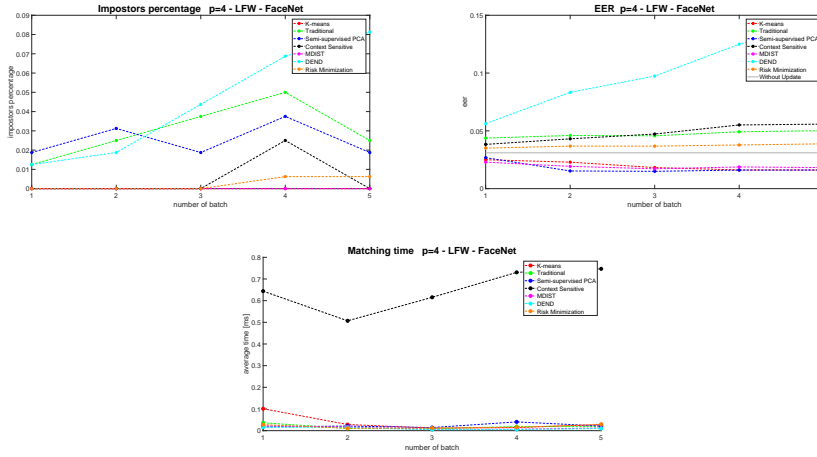 Impostors percentage p=4 - LFW - FaceNet
impostors percentage
0.09
0.08
0.07
0.06
0.05
0.04
0.03
0.02
0.01
0
1
2
3
4
5
number of batch
K-means
Traditional
Semi-supervised PCA
Context Sensitive
MDIST
DEND
Risk Minimization
EER p=4 - LFW - FaceNet
eer
0.15
0.1
0.05
0
1
2
3
4
number of batch
K-means
Traditional
Semi-supervised PCA
Context Sensitive
MDIST
DEND
Risk Minimization
Without Update
Matching time p=4 - LFW - FaceNet
average time [ms]
0.8
0.7
0.6
0.5
0.4
0.3
0.2
0.1
0
1
2
3
4
5
number of batch
K-means
Traditional
Semi-supervised PCA
Context Sensitive
MDIST
DEND
Risk Minimization